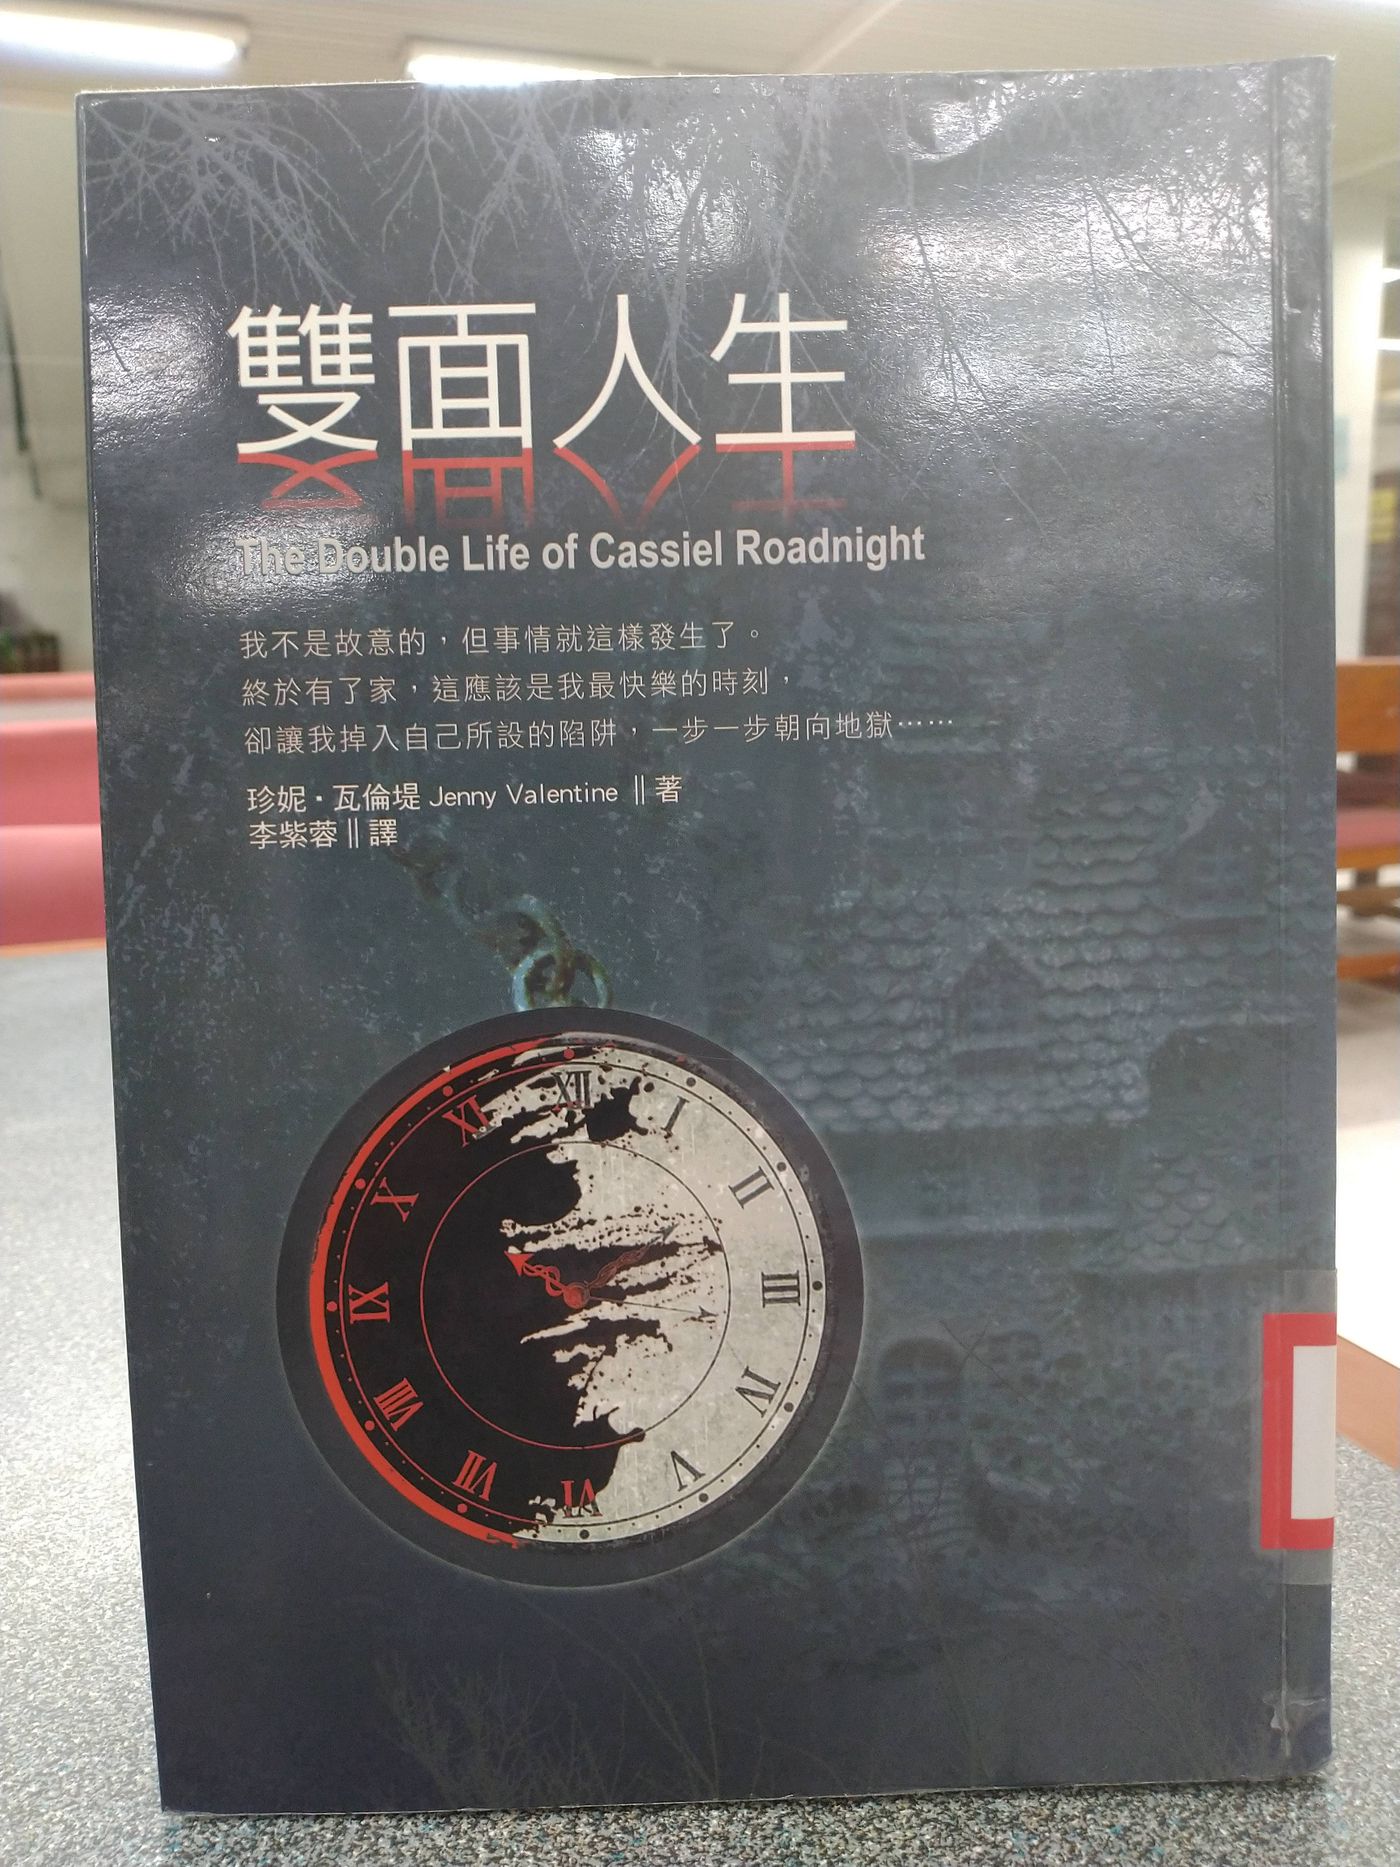 雙面人生
The Double Life of Cassiel Roadnight
我不是故意的，但事情就這樣發生了。
終於有了家，這應該是我最快樂的時刻，
卻讓我掉入自己所設的陷阱，一步一步朝向地獄……
珍妮‧瓦倫堤 Jenny Valentine ∥ 著
李紫蓉 ∥ 譯
XII
I
II
III
IV
V
VI
VII
VIII
IX
X
XI